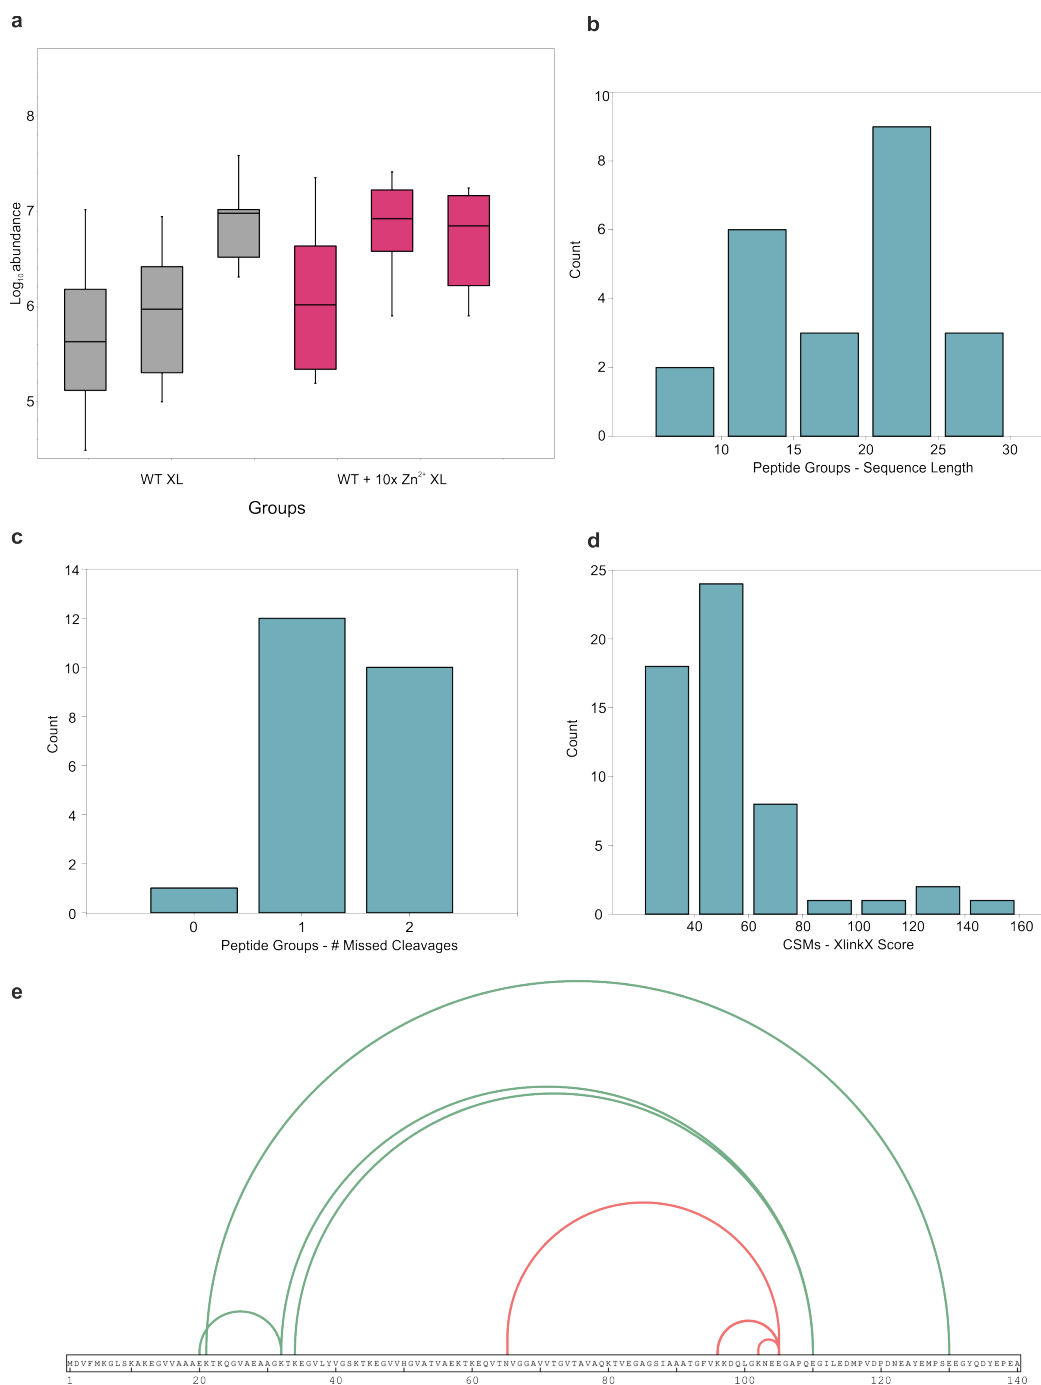 a
8
7
6
5
Log10 abundance
WT XL
WT + 10x Zn2+ XL
Groups
b
10
8
6
4
2
0
Count
10 15 20 25 30
Peptide Groups - Sequence Length
c
14
12
10
8
6
4
2
0
Count
0 1 2
Peptide Groups - # Missed Cleavages
d
25
20
15
10
5
0
Count
40 60 80 100 120 140 160
CSMs - XlinkX Score
e
MDVFMKGLSKAKEGVVAAAEKTKQGVAEAAGKTKEGVLYVGSKTKEGVVHGVATVAEKTKEQVTNVGGAVVTGVTAVAQKTVEGAGSIAAATGFVKKDQLGKNEEGAPQEGILEDMPVDPDNEAYEMPSEEGYQDYEPEA
1 20 40 60 80 100 120 140